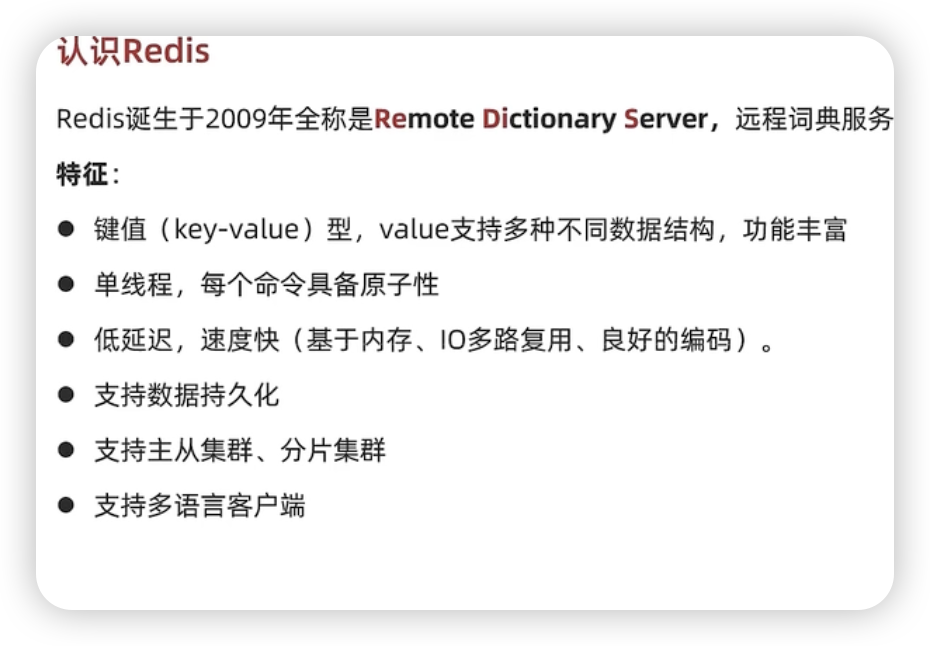 认识Redis
Redis诞生于2009年全称是Remote Dictionary Server，远程词典服务
特征：
● 键值（key-value）型，value支持多种不同数据结构，功能丰富
● 单线程，每个命令具备原子性
● 低延迟，速度快（基于内存、IO多路复用、良好的编码）。
● 支持数据持久化
● 支持主从集群、分片集群
● 支持多语言客户端